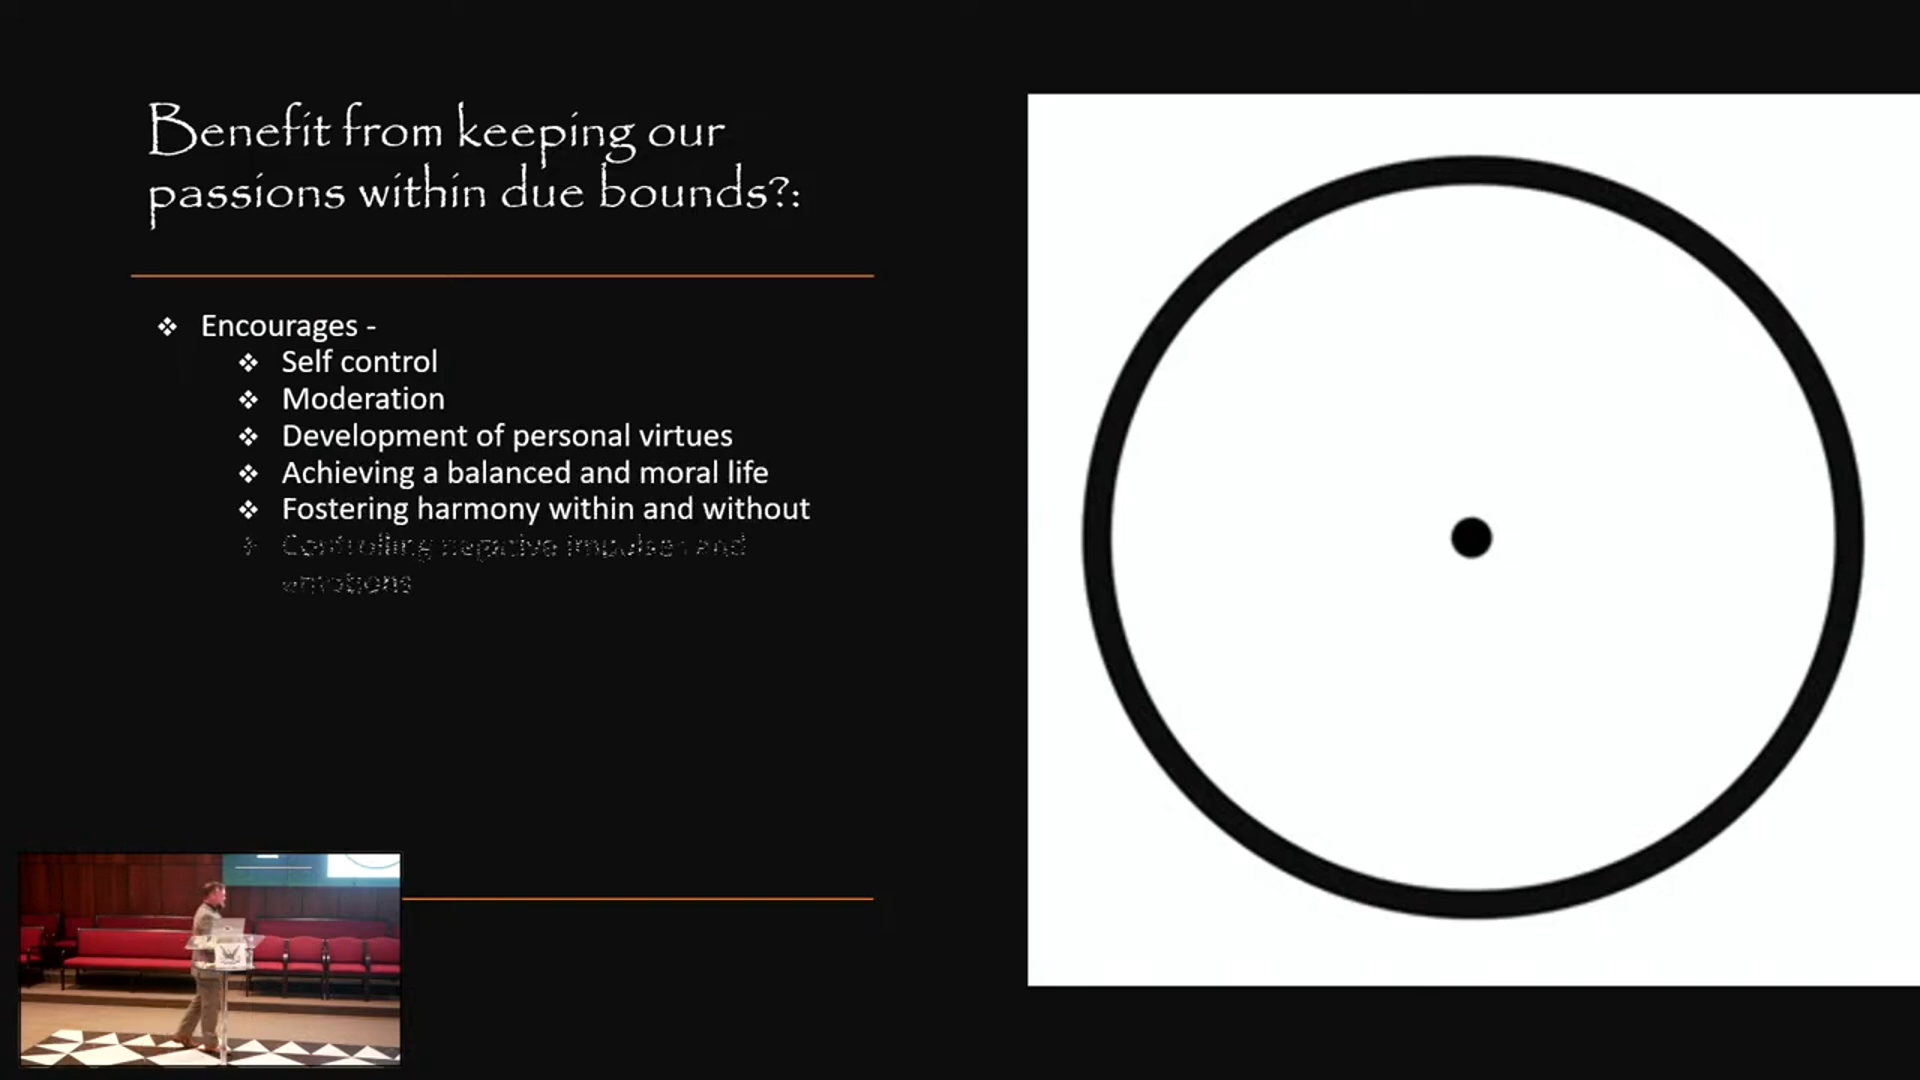 Benefit from keeping our
passions within due bounds?:
❖ Encourages -
❖ Self control
❖ Moderation
❖ Development of personal virtues
❖ Achieving a balanced and moral life
❖ Fostering harmony within and without
❖ Controlling negative impulses and
emotions